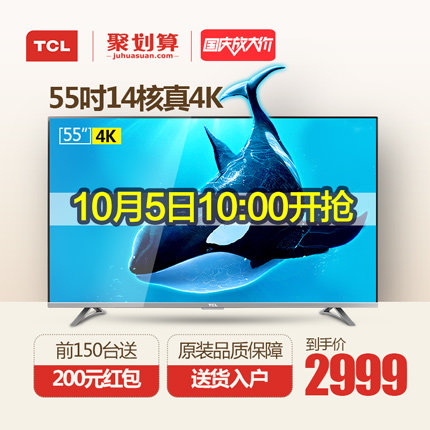 TCL 聚划算 国庆放大价
juhuasuan.com
55吋14核真4K
55" 4K
10月5日10:00开抢
TCL
前150台送 原装品质保障 到手价
200元红包 送货入户 2999